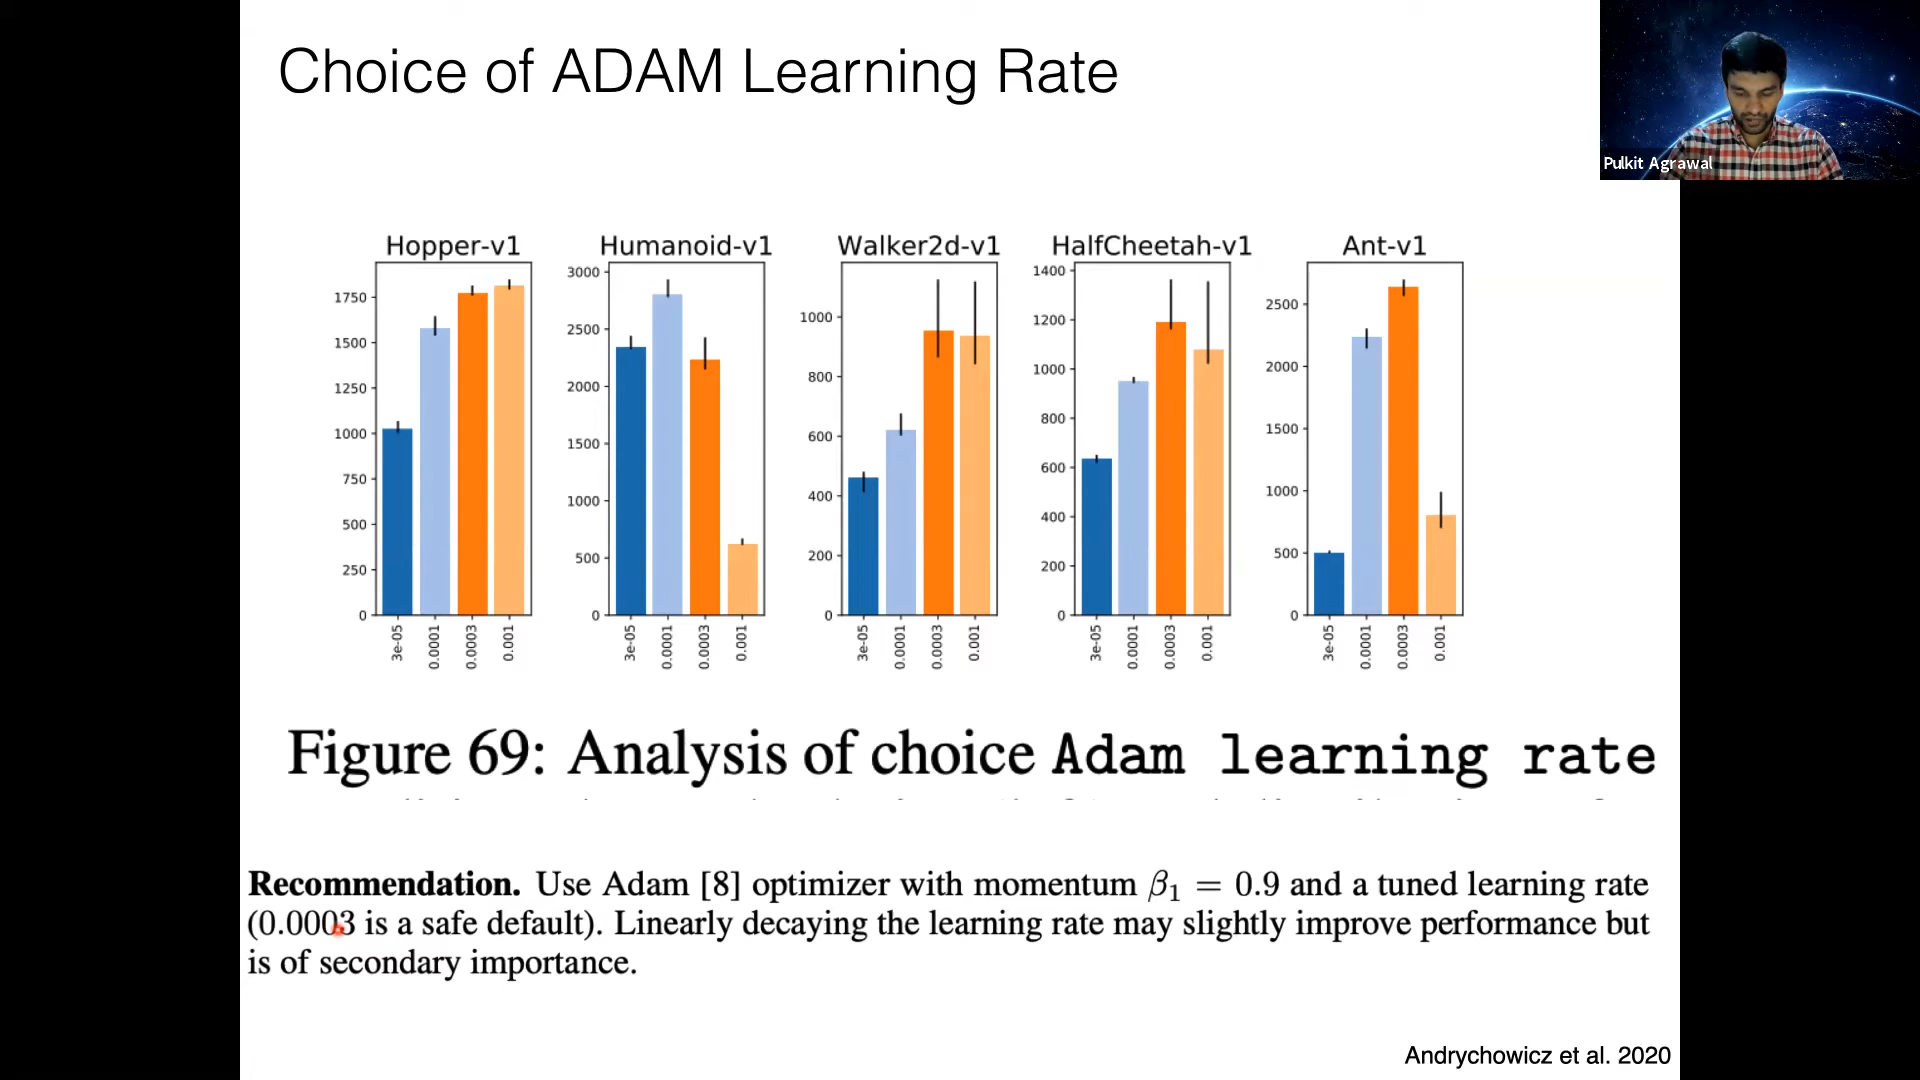 Choice of ADAM Learning Rate
Pulkit Agrawal
Hopper-v1
1750
1500
1250
1000
750
500
250
0
3e-05
0.0001
0.0003
0.001
Humanoid-v1
3000
2500
2000
1500
1000
500
0
3e-05
0.0001
0.0003
0.001
Walker2d-v1
1000
800
600
400
200
0
3e-05
0.0001
0.0003
0.001
HalfCheetah-v1
1400
1200
1000
800
600
400
200
0
3e-05
0.0001
0.0003
0.001
Ant-v1
2500
2000
1500
1000
500
0
3e-05
0.0001
0.0003
0.001
Figure 69: Analysis of choice Adam learning rate
Recommendation. Use Adam [8] optimizer with momentum β₁ = 0.9 and a tuned learning rate
(0.0003 is a safe default). Linearly decaying the learning rate may slightly improve performance but
is of secondary importance.
Andrychowicz et al. 2020